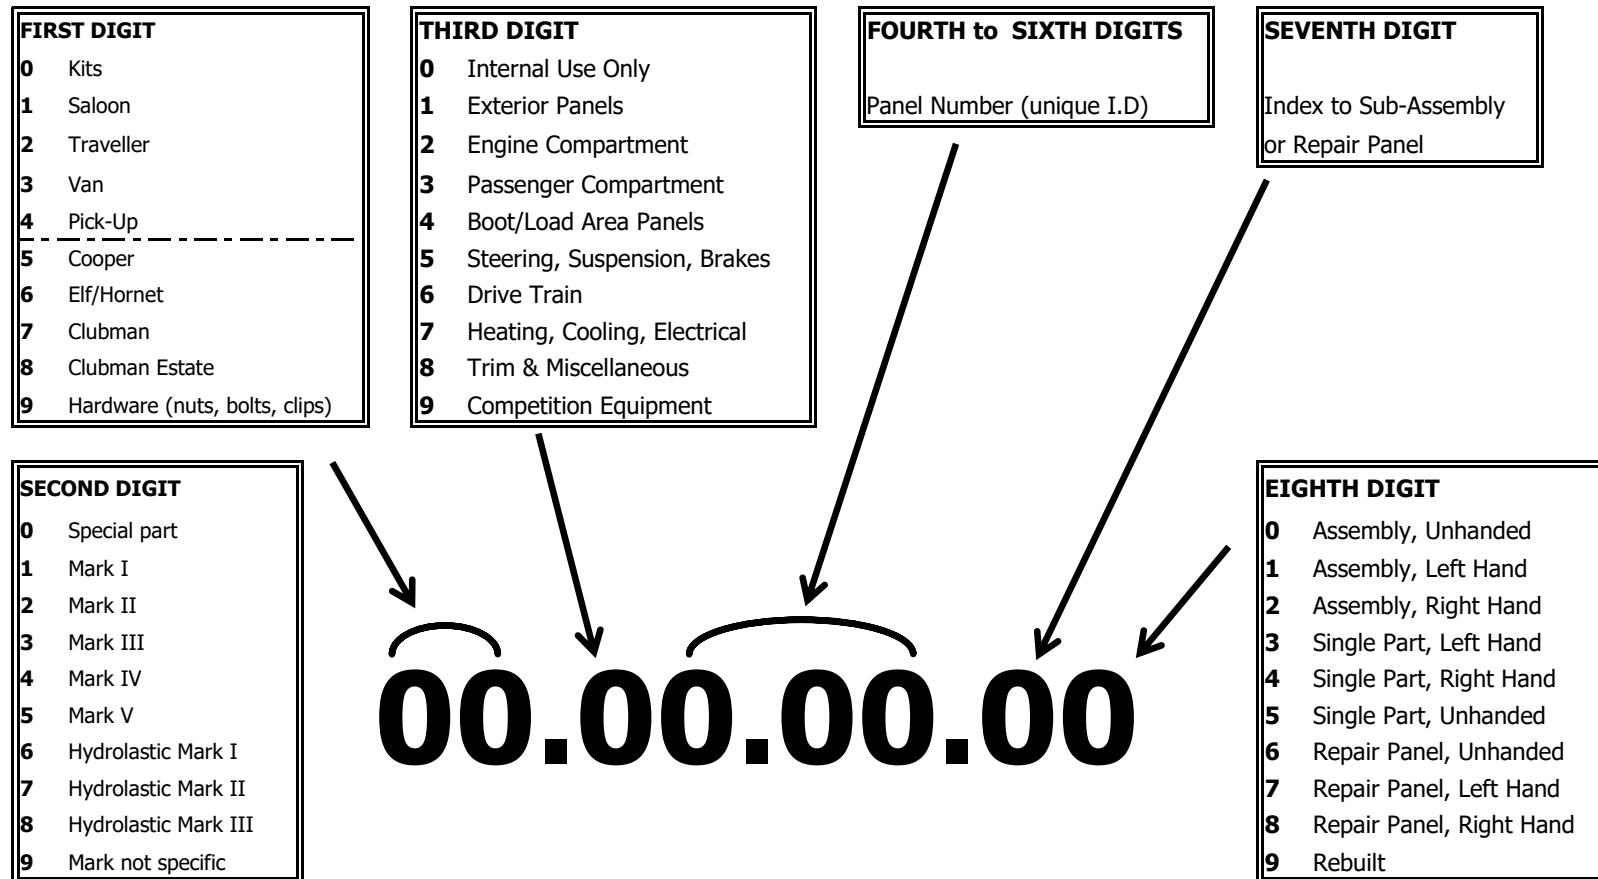 FIRST DIGIT
0 Kits
1 Saloon
2 Traveller
3 Van
4 Pick-Up
5 Cooper
6 Elf/Hornet
7 Clubman
8 Clubman Estate
9 Hardware (nuts, bolts, clips)
THIRD DIGIT
0 Internal Use Only
1 Exterior Panels
2 Engine Compartment
3 Passenger Compartment
4 Boot/Load Area Panels
5 Steering, Suspension, Brakes
6 Drive Train
7 Heating, Cooling, Electrical
8 Trim & Miscellaneous
9 Competition Equipment
FOURTH to SIXTH DIGITS
Panel Number (unique I.D)
SEVENTH DIGIT
Index to Sub-Assembly
or Repair Panel
SECOND DIGIT
0 Special part
1 Mark I
2 Mark II
3 Mark III
4 Mark IV
5 Mark V
6 Hydrolastic Mark I
7 Hydrolastic Mark II
8 Hydrolastic Mark III
9 Mark not specific
00.00.00.00
EIGHTH DIGIT
0 Assembly, Unhanded
1 Assembly, Left Hand
2 Assembly, Right Hand
3 Single Part, Left Hand
4 Single Part, Right Hand
5 Single Part, Unhanded
6 Repair Panel, Unhanded
7 Repair Panel, Left Hand
8 Repair Panel, Right Hand
9 Rebuilt